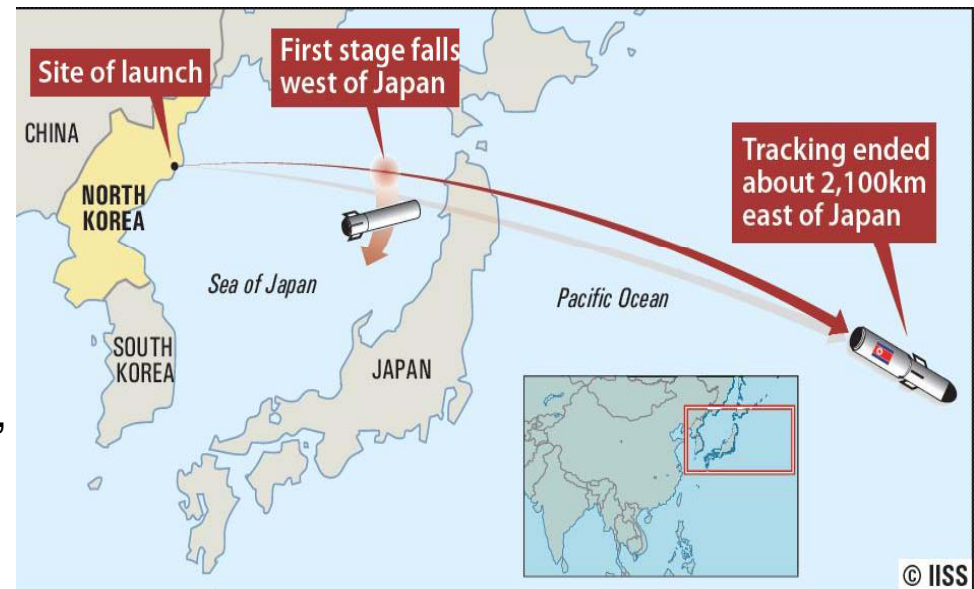 Site of launch
First stage falls
west of Japan
CHINA
NORTH
KOREA
Tracking ended
about 2,100km
east of Japan
Sea of Japan
Pacific Ocean
SOUTH
KOREA
JAPAN
,
© IISS